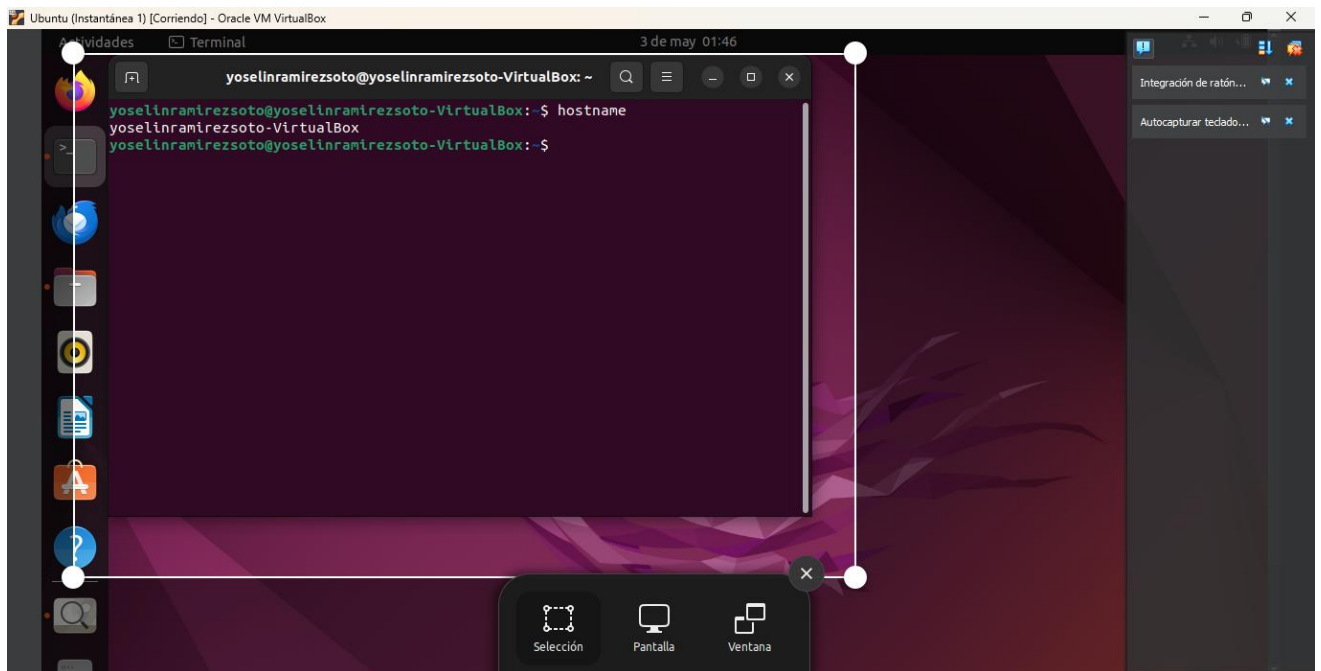 Ubuntu (Instantánea 1) [Corriendo] - Oracle VM VirtualBox
Actividades Terminal 3 de may 01:46
yoselinramirezsoto@yoselinramirezsoto-VirtualBox: ~
yoselinramirezsoto@yoselinramirezsoto-VirtualBox:~$ hostname
yoselinramirezsoto-VirtualBox
yoselinramirezsoto@yoselinramirezsoto-VirtualBox:~$
Integración de ratón...
Autocapturar teclado...
Selección Pantalla Ventana